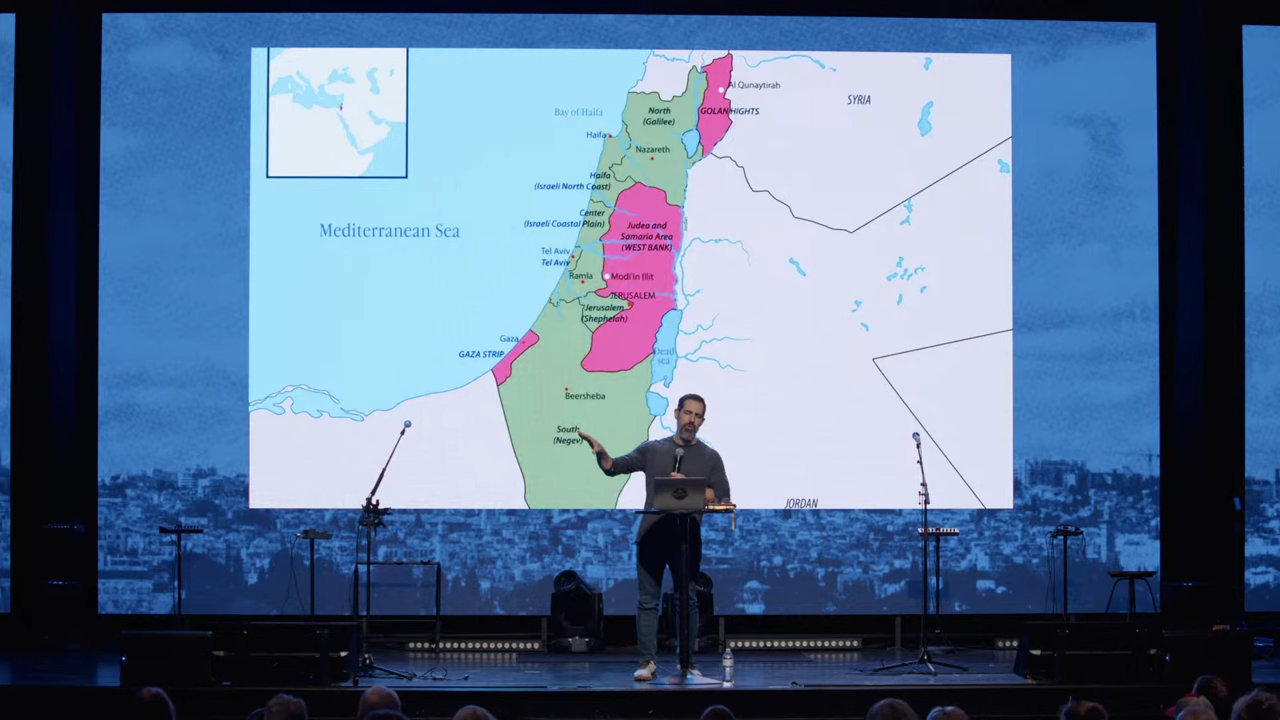 Al Qunaytirah
SYRIA
GOLAN HIGHTS
North
(Galilee)
Bay of Haifa
Haifa
Nazareth
Haifa
(Israeli North Coast)
Center
(Israeli Coastal Plain)
Mediterranean Sea
Judea and
Samaria Area
(WEST BANK)
Tel Aviv
Tel Aviv
Ramla
Modi'in Illit
JERUSALEM
Jerusalem
(Shephelah)
Gaza
GAZA STRIP
Dead
sea
Beersheba
South
(Negev)
JORDAN